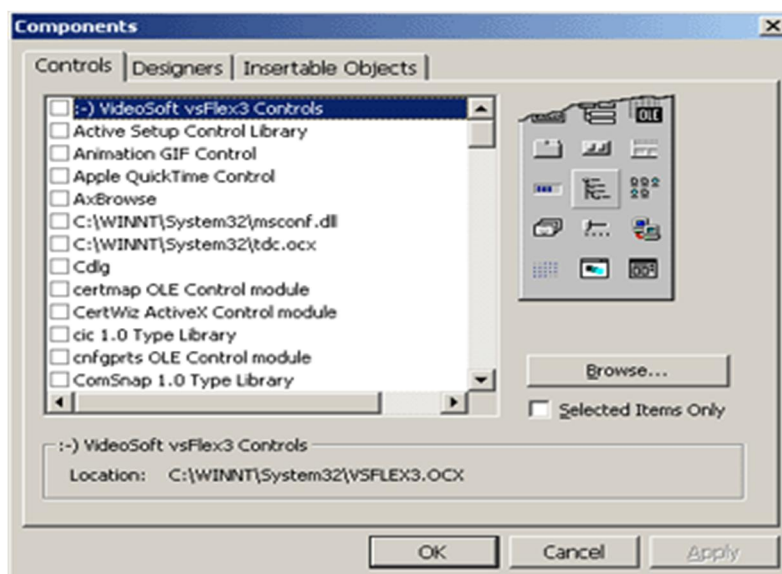 Components
Controls Designers Insertable Objects
:-) VideoSoft vsFlex3 Controls
Active Setup Control Library
Animation GIF Control
Apple QuickTime Control
AxBrowse
C:\WINNT\System32\msconf.dll
C:\WINNT\System32\tdc.ocx
Cdlg
certmap OLE Control module
CertWiz ActiveX Control module
cic 1.0 Type Library
cnfgprts OLE Control module
ComSnap 1.0 Type Library
OLE
Browse...
Selected Items Only
:-) VideoSoft vsFlex3 Controls
Location: C:\WINNT\System32\VSFLEX3.OCX
OK Cancel Apply